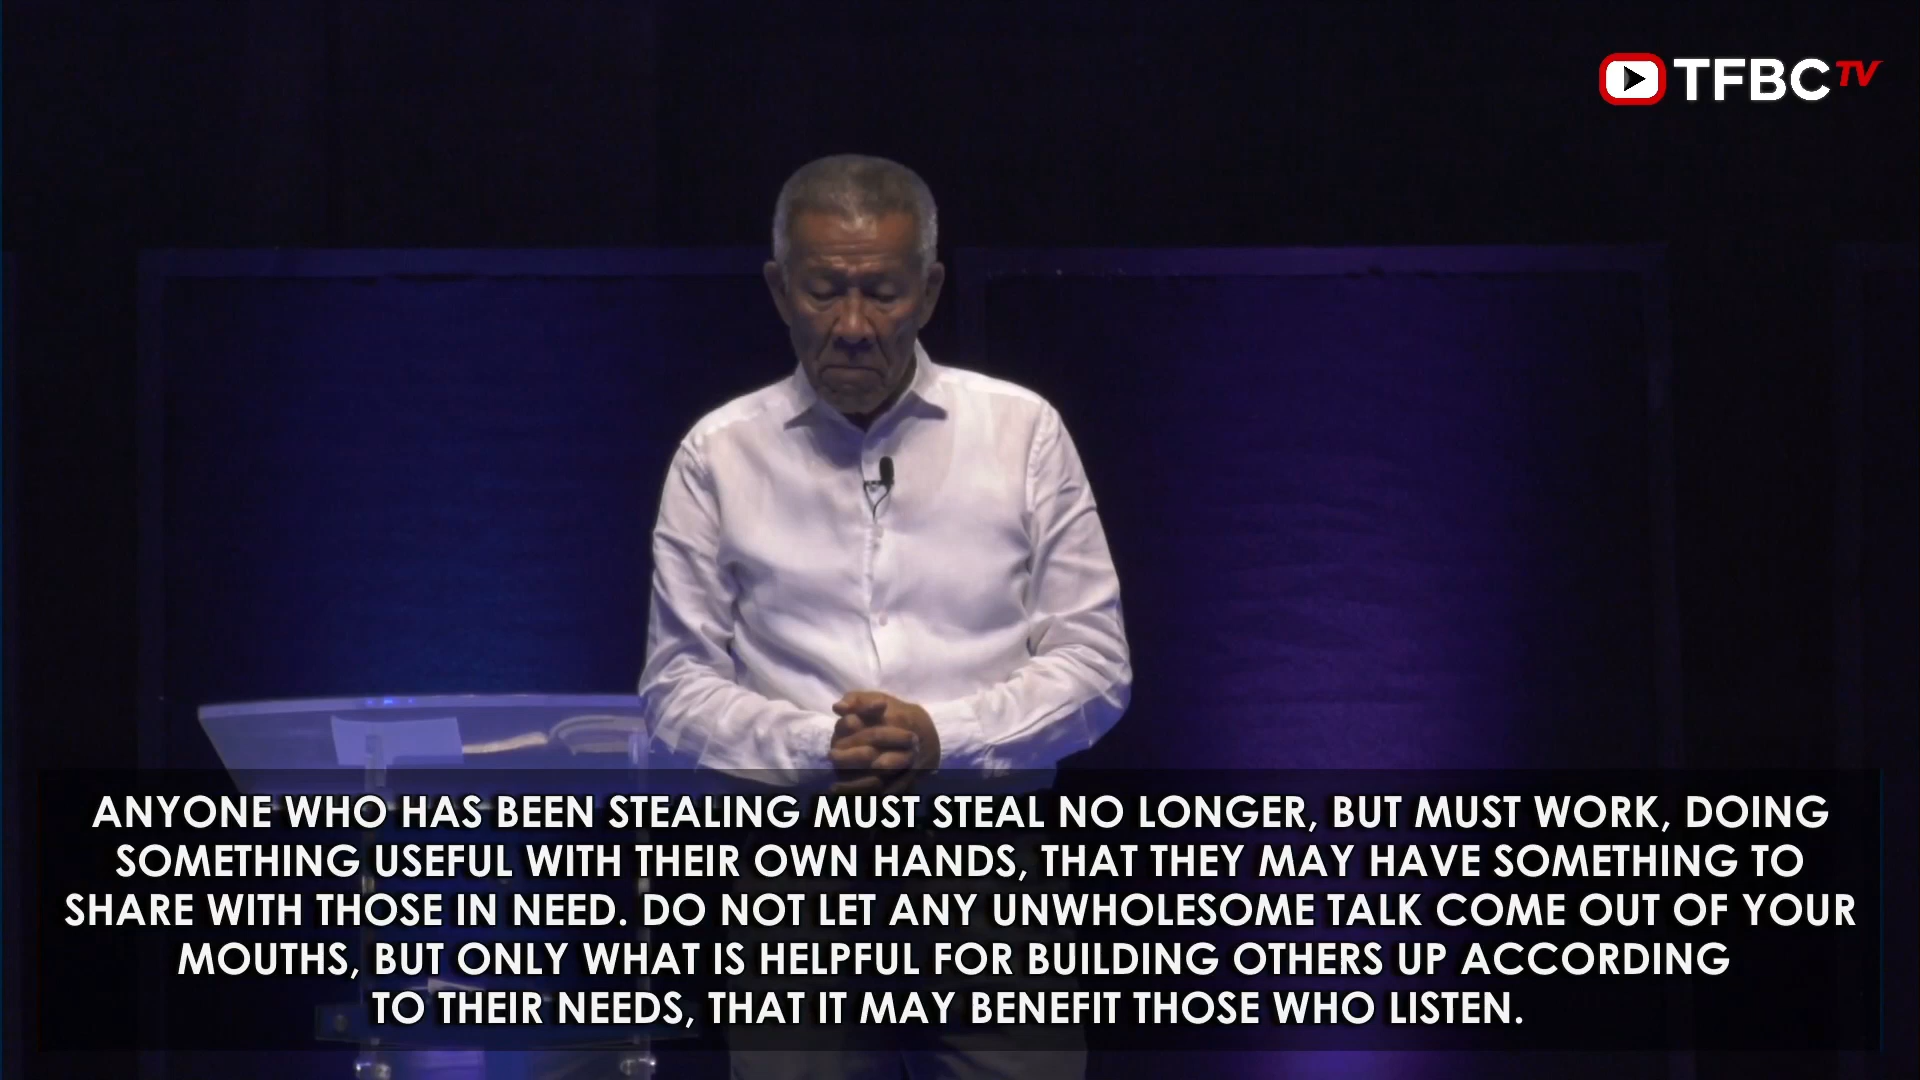 TFBC TV
ANYONE WHO HAS BEEN STEALING MUST STEAL NO LONGER, BUT MUST WORK, DOING
SOMETHING USEFUL WITH THEIR OWN HANDS, THAT THEY MAY HAVE SOMETHING TO
SHARE WITH THOSE IN NEED. DO NOT LET ANY UNWHOLESOME TALK COME OUT OF YOUR
MOUTHS, BUT ONLY WHAT IS HELPFUL FOR BUILDING OTHERS UP ACCORDING
TO THEIR NEEDS, THAT IT MAY BENEFIT THOSE WHO LISTEN.